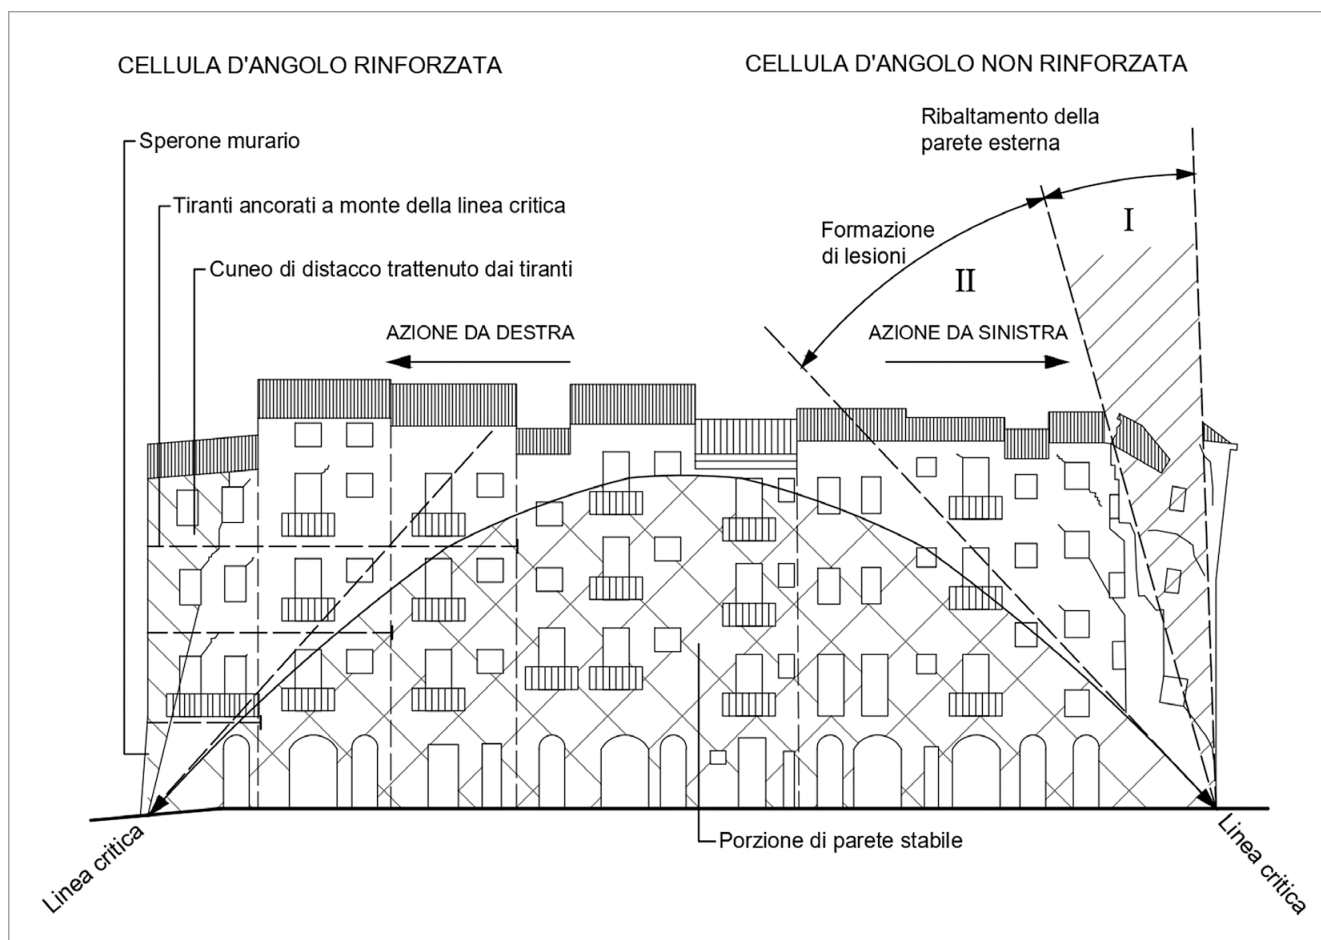 CELLULA D'ANGOLO RINFORZATA
CELLULA D'ANGOLO NON RINFORZATA
Sperone murario
Tiranti ancorati a monte della linea critica
Cuneo di distacco trattenuto dai tiranti
Ribaltamento della
parete esterna
Formazione
di lesioni
I
II
AZIONE DA DESTRA
AZIONE DA SINISTRA
Porzione di parete stabile
Linea critica
Linea critica